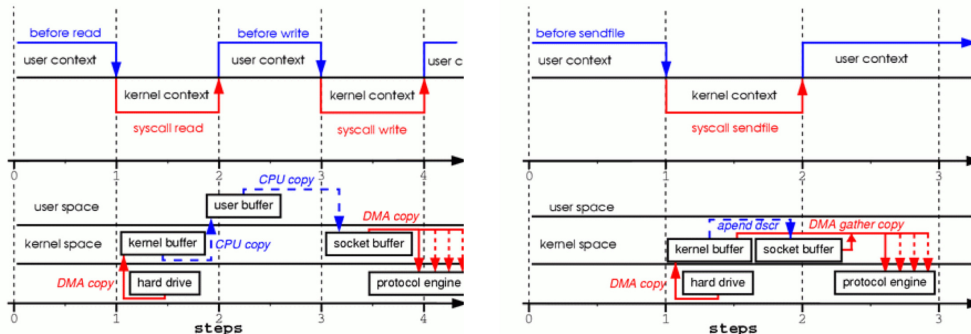 before read
before write
user context
user context
user c
kernel context
kernel context
syscall read
syscall write
0
1
2
3
4
CPU copy
user space
user buffer
DMA copy
kernel space
kernel buffer
CPU copy
socket buffer
DMA copy
hard drive
protocol engine
0
1
2
3
4
steps
before sendfile
user context
user context
kernel context
syscall sendfile
0
1
2
3
user space
apend dscr
DMA gather copy
kernel space
kernel buffer
socket buffer
DMA copy
hard drive
protocol engine
0
1
2
3
steps